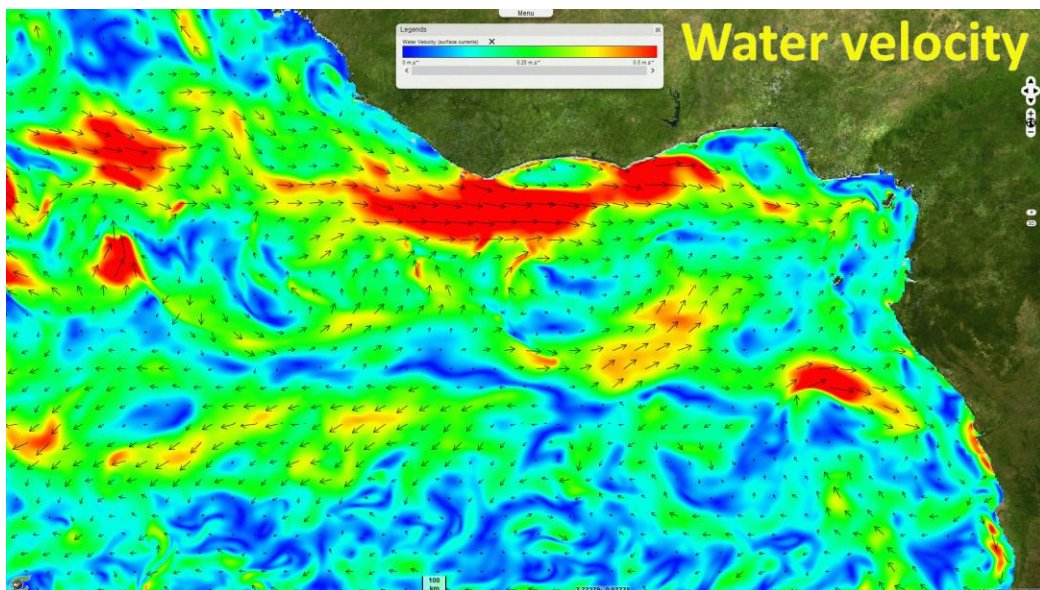 Menu
Legends
Water velocity
Water Velocity (surface currents)
0 m.s⁻¹ 0.25 m.s⁻¹ 0.5 m.s⁻¹
100
km